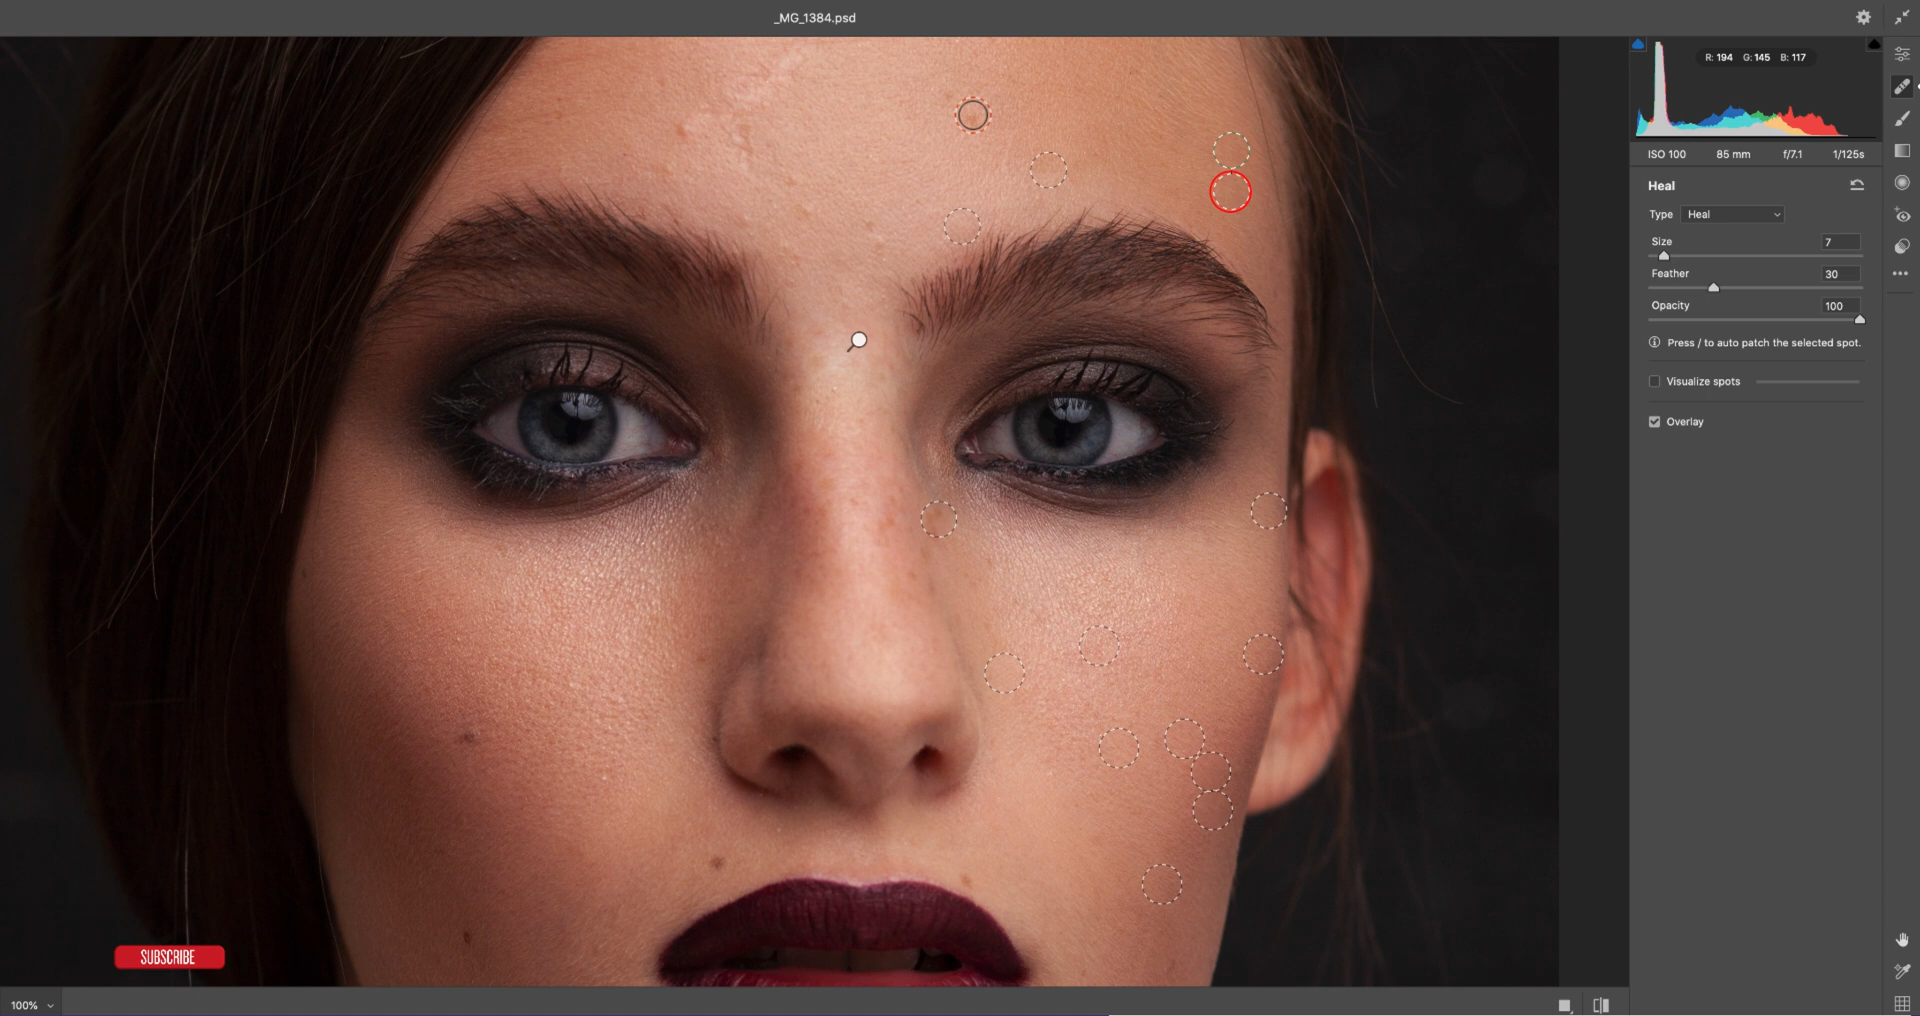 _MG_1384.psd
R: 194 G: 145 B: 117
ISO 100 85 mm f/7.1 1/125s
Heal
Type Heal
Size 7
Feather 30
Opacity 100
Press / to auto patch the selected spot.
Visualize spots
Overlay
SUBSCRIBE
100%